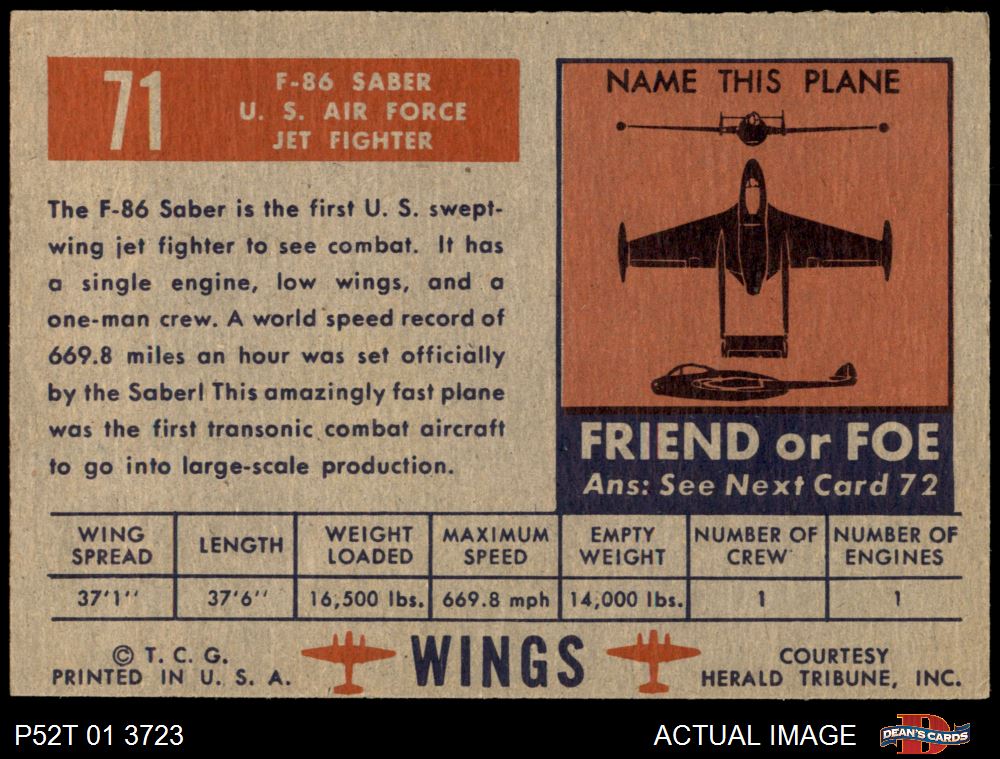 71
F-86 SABER
U. S. AIR FORCE
JET FIGHTER
The F-86 Saber is the first U. S. swept-
wing jet fighter to see combat. It has
a single engine, low wings, and a
one-man crew. A world speed record of
669.8 miles an hour was set officially
by the Saber! This amazingly fast plane
was the first transonic combat aircraft
to go into large-scale production.
NAME THIS PLANE
FRIEND or FOE
Ans: See Next Card 72
WING SPREAD
LENGTH
WEIGHT LOADED
MAXIMUM SPEED
EMPTY WEIGHT
NUMBER OF CREW
NUMBER OF ENGINES
37'1''
37'6''
16,500 lbs.
669.8 mph
14,000 lbs.
1
1
© T. C. G.
PRINTED IN U. S. A.
WINGS
COURTESY
HERALD TRIBUNE, INC.
P52T 01 3723
ACTUAL IMAGE
D
DEAN'S CARDS